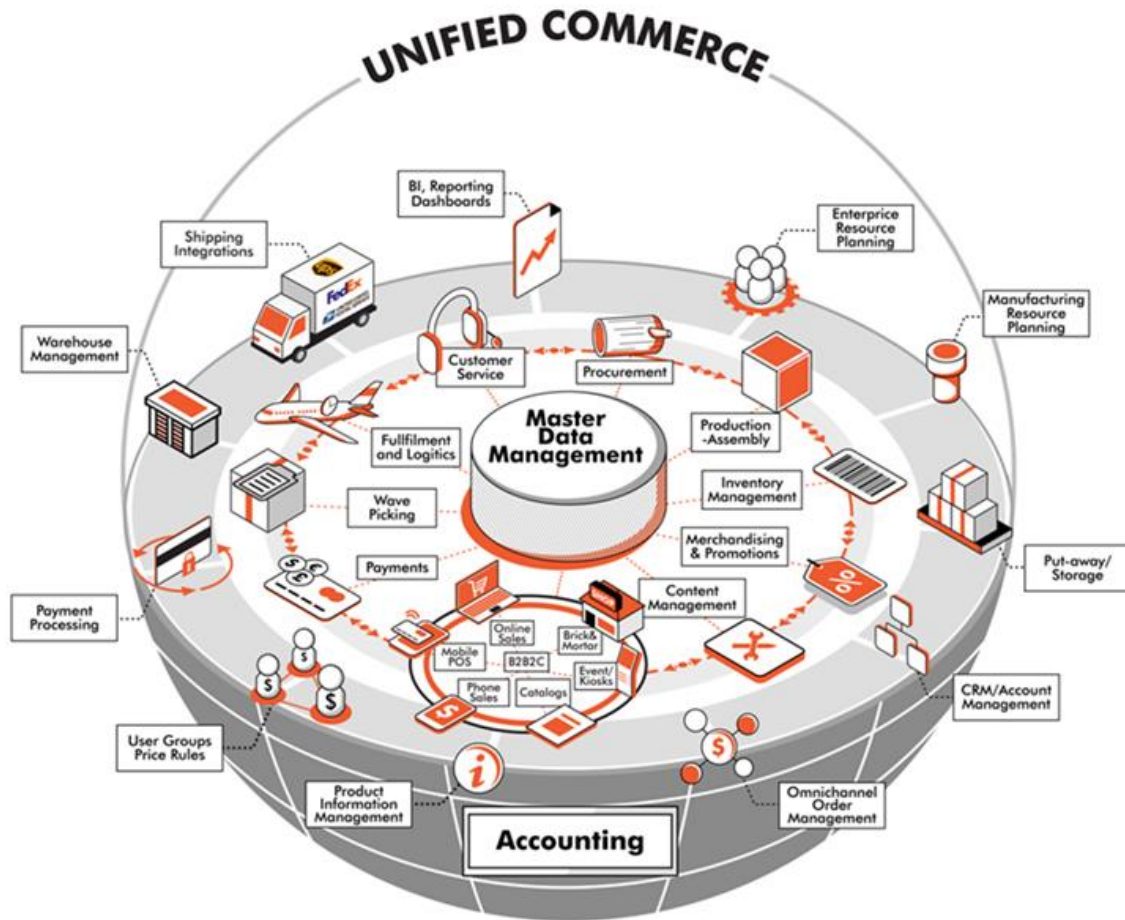 UNIFIED COMMERCE
BI, Reporting
Dashboards
Enterprice
Resource
Planning
Shipping
Integrations
ups
FedEx
Manufacturing
Resource
Planning
Warehouse
Management
Customer
Service
Procurement
Master
Data
Management
Production
-Assembly
Fullfilment
and Logitics
Inventory
Management
Wave
Picking
Merchandising
& Promotions
Put-away/
Storage
Payments
Content
Management
Payment
Processing
$
£
%
Online
Sales
Brick&
Mortar
Mobile
POS
B2B2C
Event/
Kiosks
Phone
Sales
Catalogs
$
$
$
$
CRM/Account
Management
User Groups
Price Rules
i
$
Product
Information
Management
Omnichannel
Order
Management
Accounting